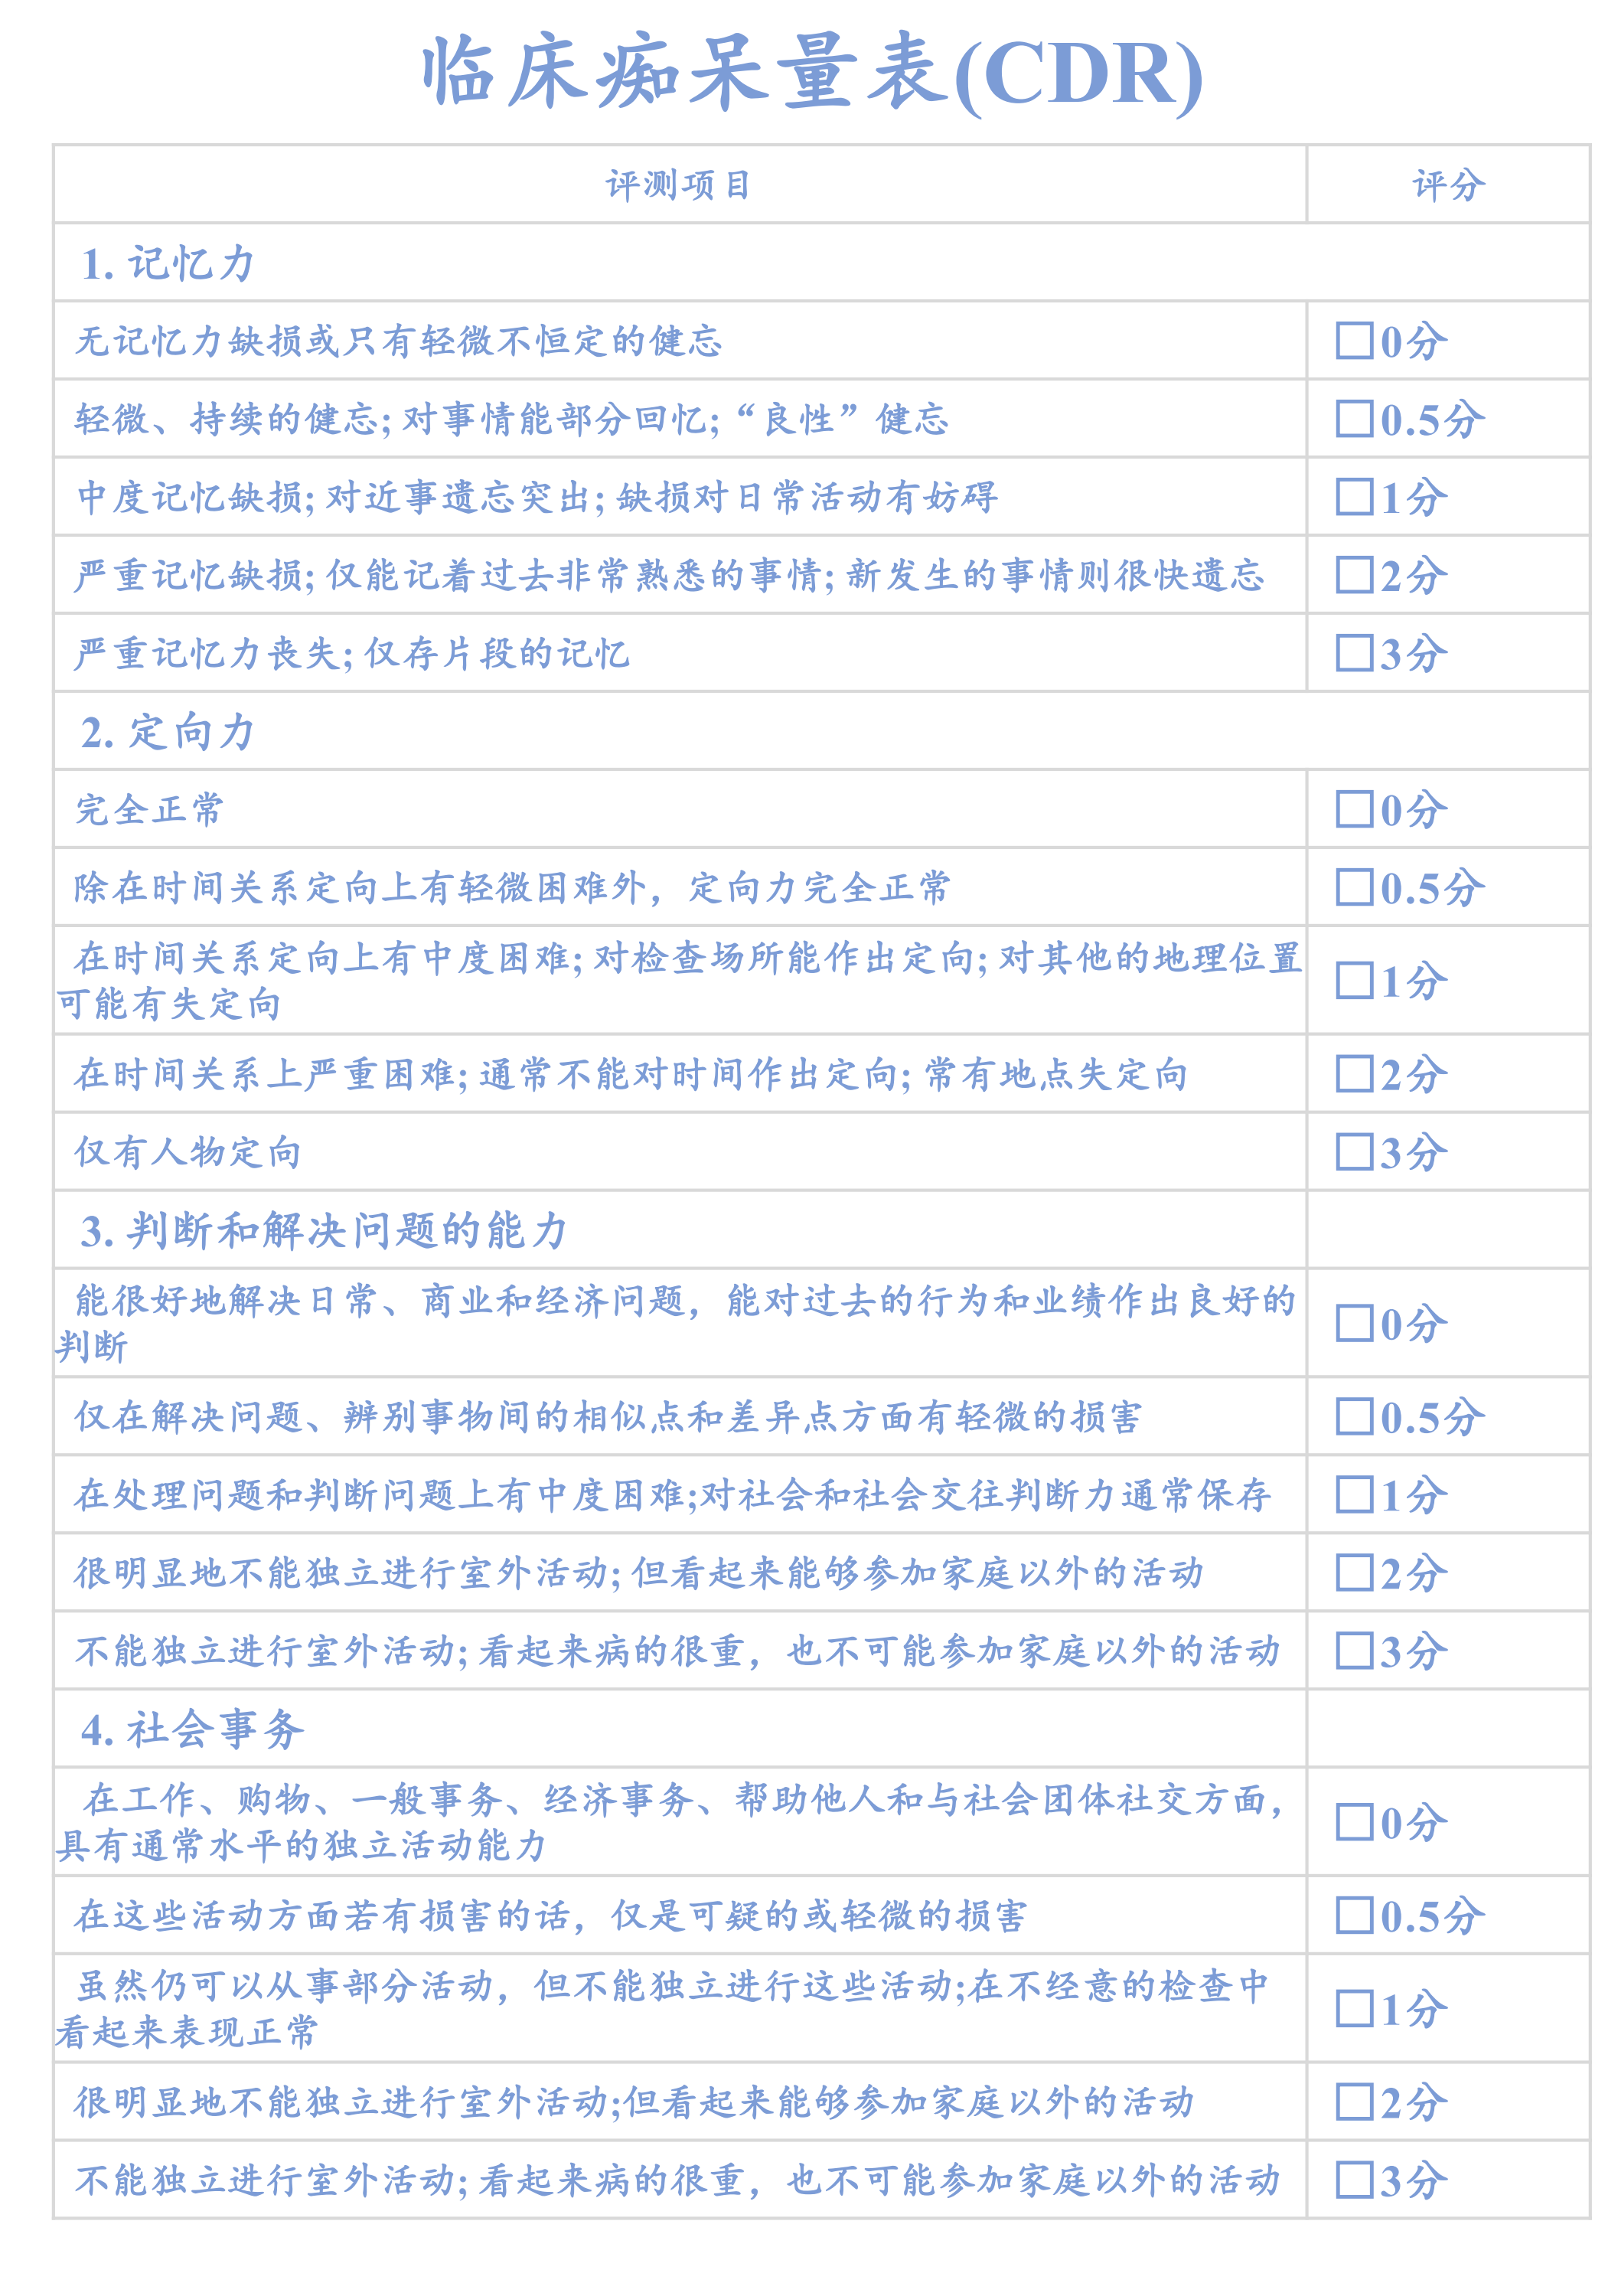 临床痴呆量表(CDR)
评测项目 评分
1. 记忆力
无记忆力缺损或只有轻微不恒定的健忘 □0分
轻微、持续的健忘; 对事情能部分回忆; “良性”健忘 □0.5分
中度记忆缺损; 对近事遗忘突出; 缺损对日常活动有妨碍 □1分
严重记忆缺损; 仅能记着过去非常熟悉的事情; 新发生的事情则很快遗忘 □2分
严重记忆力丧失; 仅存片段的记忆 □3分
2. 定向力
完全正常 □0分
除在时间关系定向上有轻微困难外，定向力完全正常 □0.5分
在时间关系定向上有中度困难; 对检查场所能作出定向; 对其他的地理位置
可能有失定向 □1分
在时间关系上严重困难; 通常不能对时间作出定向; 常有地点失定向 □2分
仅有人物定向 □3分
3. 判断和解决问题的能力
能很好地解决日常、商业和经济问题，能对过去的行为和业绩作出良好的
判断 □0分
仅在解决问题、辨别事物间的相似点和差异点方面有轻微的损害 □0.5分
在处理问题和判断问题上有中度困难;对社会和社会交往判断力通常保存 □1分
很明显地不能独立进行室外活动; 但看起来能够参加家庭以外的活动 □2分
不能独立进行室外活动; 看起来病的很重，也不可能参加家庭以外的活动 □3分
4. 社会事务
在工作、购物、一般事务、经济事务、帮助他人和与社会团体社交方面，
具有通常水平的独立活动能力 □0分
在这些活动方面若有损害的话，仅是可疑的或轻微的损害 □0.5分
虽然仍可以从事部分活动，但不能独立进行这些活动;在不经意的检查中
看起来表现正常 □1分
很明显地不能独立进行室外活动;但看起来能够参加家庭以外的活动 □2分
不能独立进行室外活动; 看起来病的很重，也不可能参加家庭以外的活动 □3分